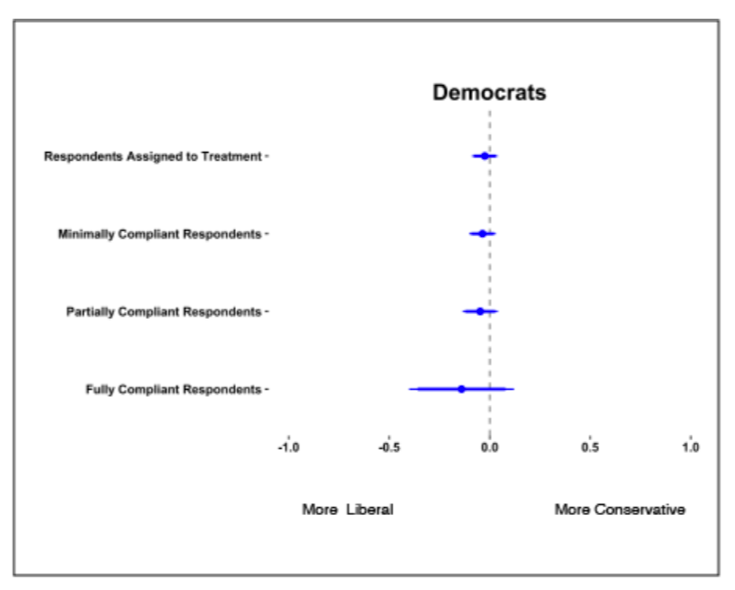 Democrats
Respondents Assigned to Treatment -
Minimally Compliant Respondents -
Partially Compliant Respondents -
Fully Compliant Respondents -
-1.0 -0.5 0.0 0.5 1.0
More Liberal More Conservative